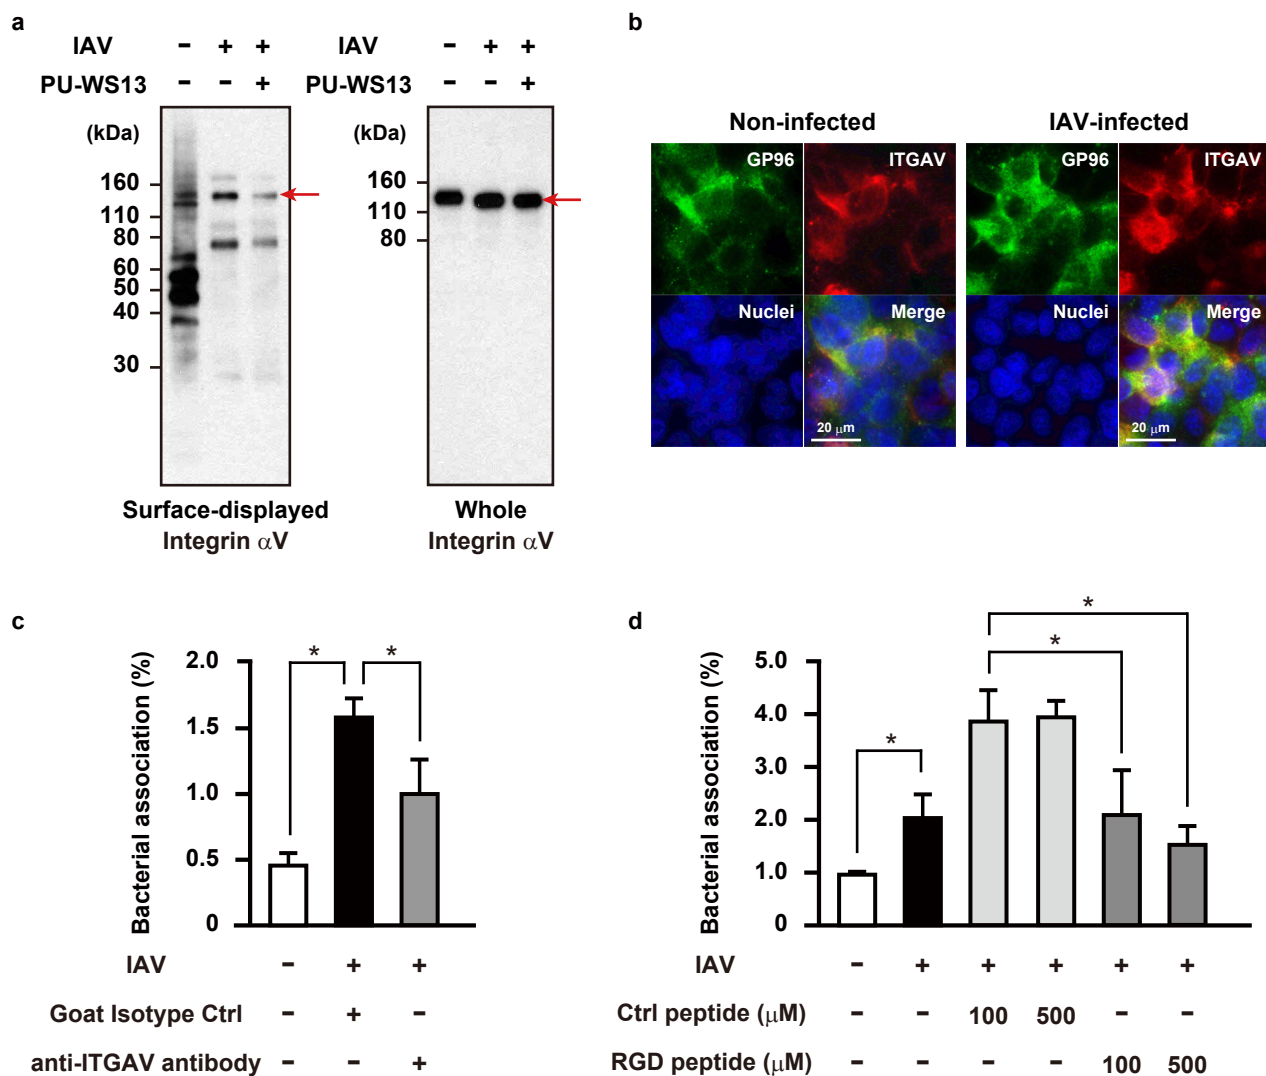 a
IAV - + + IAV - + +
PU-WS13 - - + PU-WS13 - - +
(kDa) (kDa)
160
110
80
60
50
40
30
160
110
80
Surface-displayed
Integrin αV
Whole
Integrin αV
b
Non-infected IAV-infected
GP96 ITGAV GP96 ITGAV
Nuclei Merge Nuclei Merge
20 μm 20 μm
c
Bacterial association (%)
2.0
1.5
1.0
0.5
0
* *
IAV - + +
Goat Isotype Ctrl - + -
anti-ITGAV antibody - - +
d
Bacterial association (%)
5.0
4.0
3.0
2.0
1.0
0
*
*
*
IAV - + + + + +
Ctrl peptide (μM) - - 100 500 - -
RGD peptide (μM) - - - - 100 500